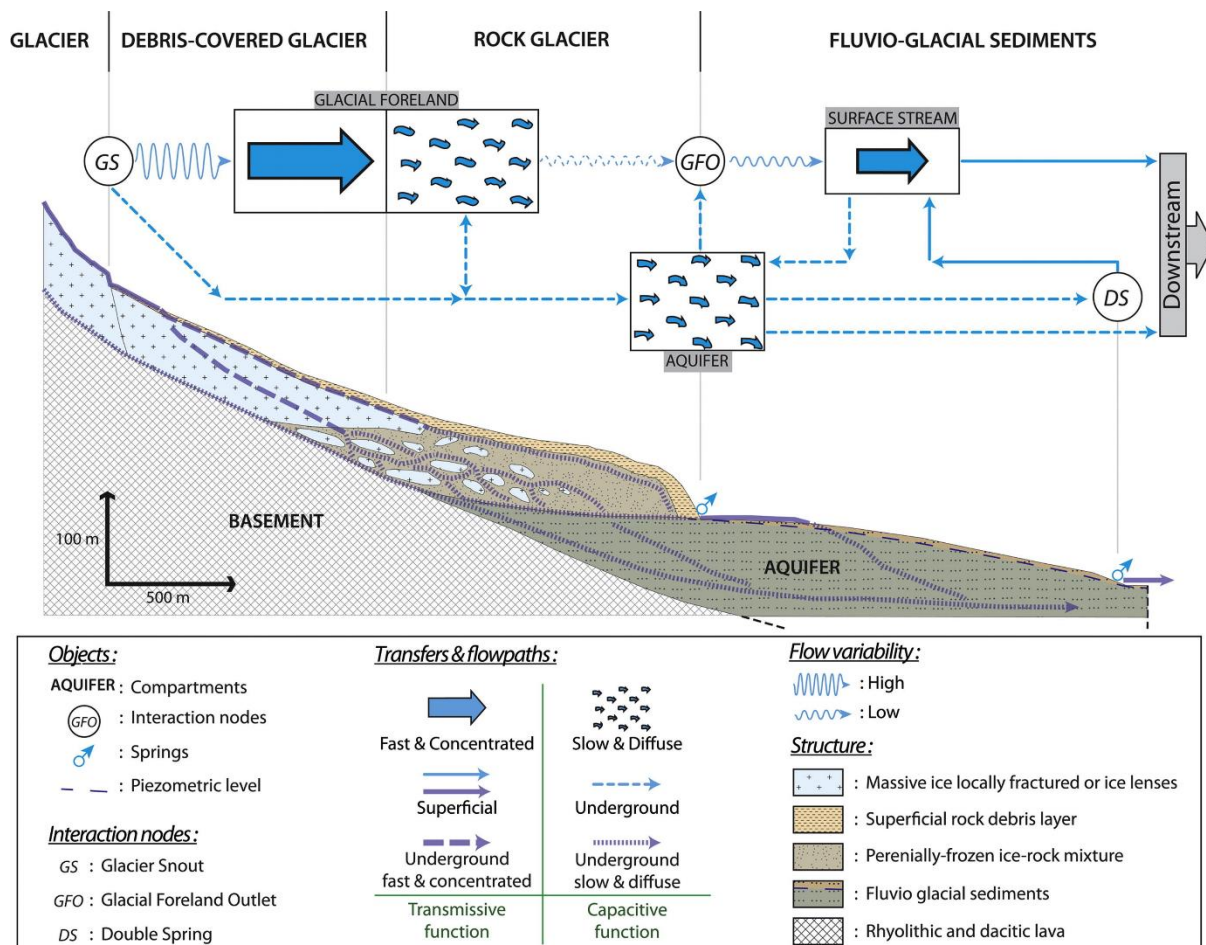 GLACIER
DEBRIS-COVERED GLACIER
ROCK GLACIER
FLUVIO-GLACIAL SEDIMENTS
GLACIAL FORELAND
SURFACE STREAM
GS
GFO
DS
AQUIFER
Downstream
BASEMENT
AQUIFER
100 m
500 m
Objects :
AQUIFER : Compartments
GFO : Interaction nodes
: Springs
: Piezometric level
Interaction nodes :
GS : Glacier Snout
GFO : Glacial Foreland Outlet
DS : Double Spring
Transfers & flowpaths :
Fast & Concentrated
Slow & Diffuse
Superficial
Underground
Underground
fast & concentrated
Underground
slow & diffuse
Transmissive
function
Capacitive
function
Flow variability :
: High
: Low
Structure :
: Massive ice locally fractured or ice lenses
: Superficial rock debris layer
: Perenially-frozen ice-rock mixture
: Fluvio glacial sediments
: Rhyolithic and dacitic lava